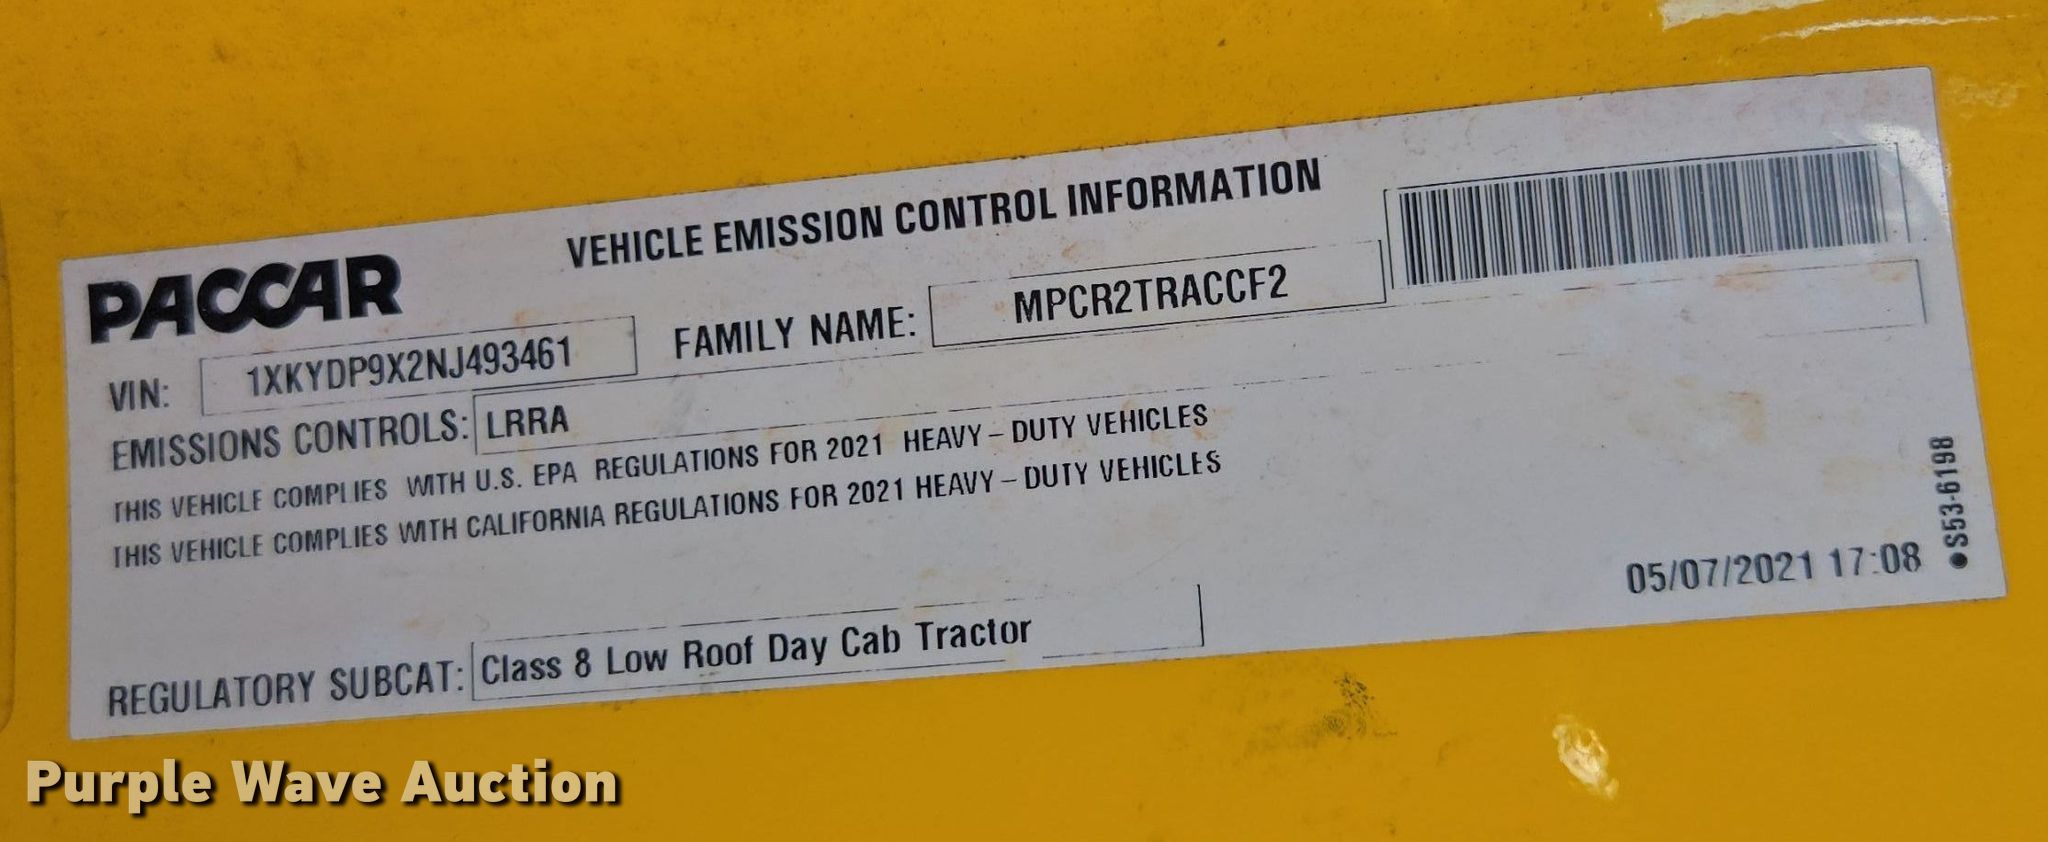 VEHICLE EMISSION CONTROL INFORMATION
PACCAR
VIN: 1XKYDP9X2NJ493461 FAMILY NAME: MPCR2TRACCF2
EMISSIONS CONTROLS: LRRA
THIS VEHICLE COMPLIES WITH U.S. EPA REGULATIONS FOR 2021 HEAVY – DUTY VEHICLES
THIS VEHICLE COMPLIES WITH CALIFORNIA REGULATIONS FOR 2021 HEAVY – DUTY VEHICLES
REGULATORY SUBCAT: Class 8 Low Roof Day Cab Tractor
05/07/2021 17:08
●S53-6198
Purple Wave Auction